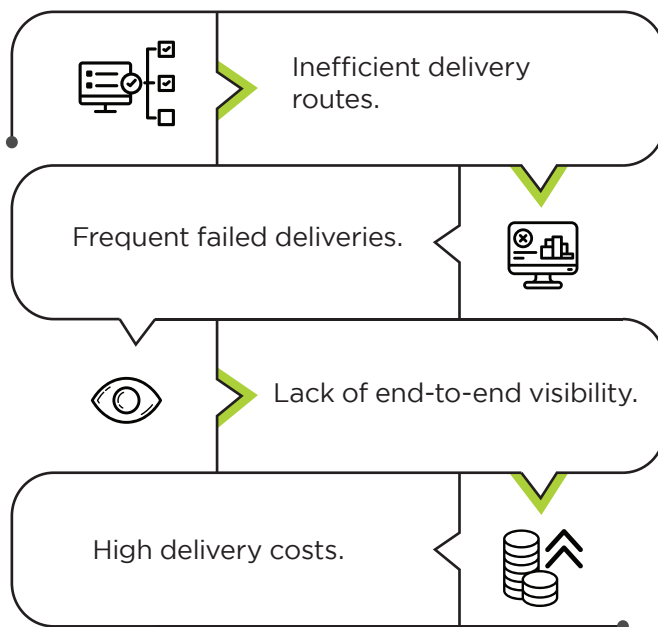 Inefficient delivery
routes.
Frequent failed deliveries.
Lack of end-to-end visibility.
High delivery costs.